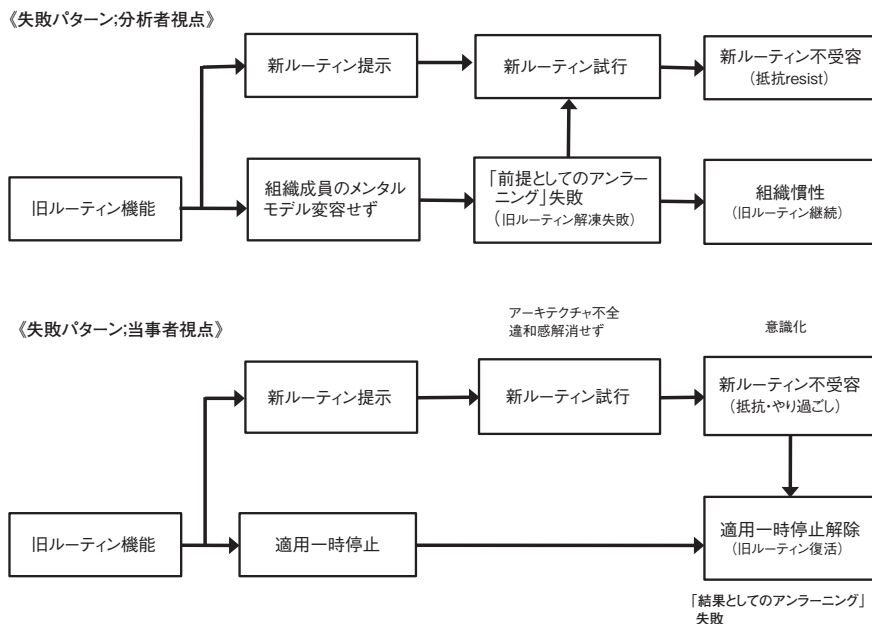 《失敗パターン;分析者視点》
新ルーティン提示
新ルーティン試行
新ルーティン不受容
(抵抗resist)
旧ルーティン機能
組織成員のメンタル
モデル変容せず
「前提としてのアンラー
ニング」失敗
(旧ルーティン解凍失敗)
組織慣性
(旧ルーティン継続)
《失敗パターン;当事者視点》
アーキテクチャ不全
違和感解消せず
意識化
新ルーティン提示
新ルーティン試行
新ルーティン不受容
(抵抗・やり過ごし)
旧ルーティン機能
適用一時停止
適用一時停止解除
(旧ルーティン復活)
「結果としてのアンラーニング」
失敗